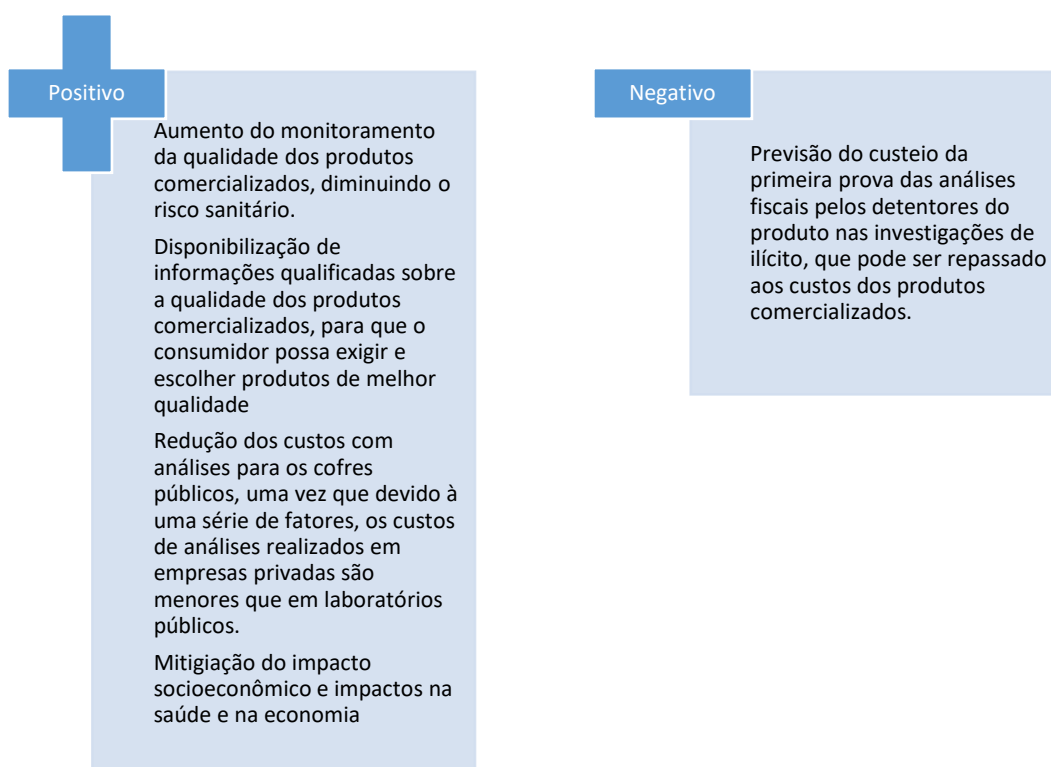 Positivo
Aumento do monitoramento
da qualidade dos produtos
comercializados, diminuindo o
risco sanitário.
Disponibilização de
informações qualificadas sobre
a qualidade dos produtos
comercializados, para que o
consumidor possa exigir e
escolher produtos de melhor
qualidade
Redução dos custos com
análises para os cofres
públicos, uma vez que devido à
uma série de fatores, os custos
de análises realizados em
empresas privadas são
menores que em laboratórios
públicos.
Mitigiação do impacto
socioeconômico e impactos na
saúde e na economia
Negativo
Previsão do custeio da
primeira prova das análises
fiscais pelos detentores do
produto nas investigações de
ilícito, que pode ser repassado
aos custos dos produtos
comercializados.